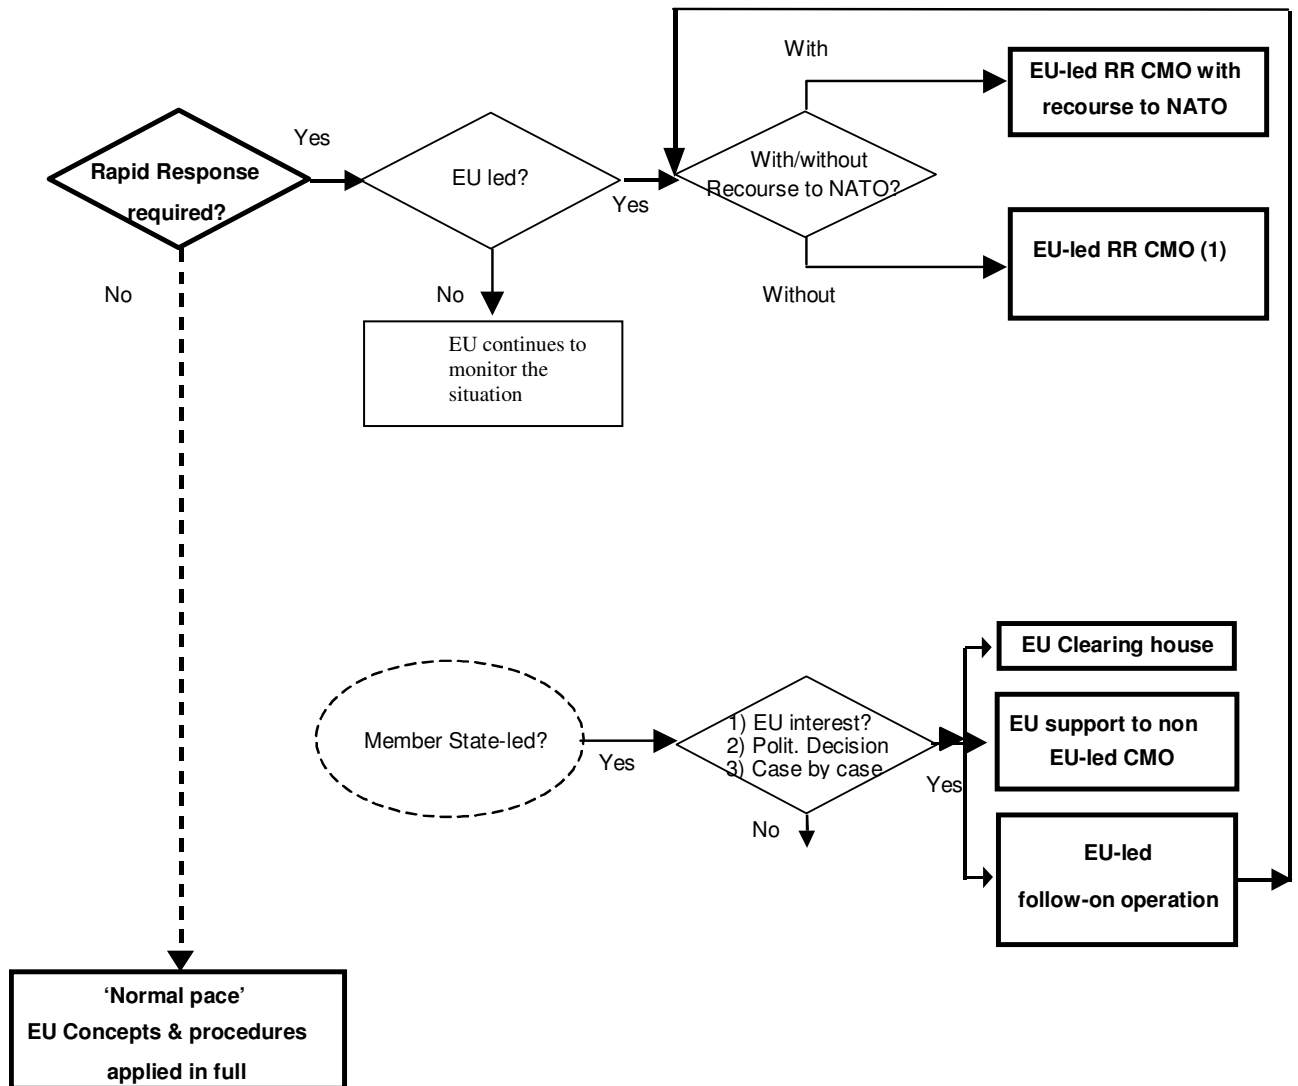 With
EU-led RR CMO with
recourse to NATO
Yes
Rapid Response
required?
EU led?
Yes
With/without
Recourse to NATO?
EU-led RR CMO (1)
No
No
Without
EU continues to
monitor the
situation
EU Clearing house
Member State-led?
Yes
1) EU interest?
2) Polit. Decision
3) Case by case
Yes
EU support to non
EU-led CMO
No
EU-led
follow-on operation
‘Normal pace’
EU Concepts & procedures
applied in full